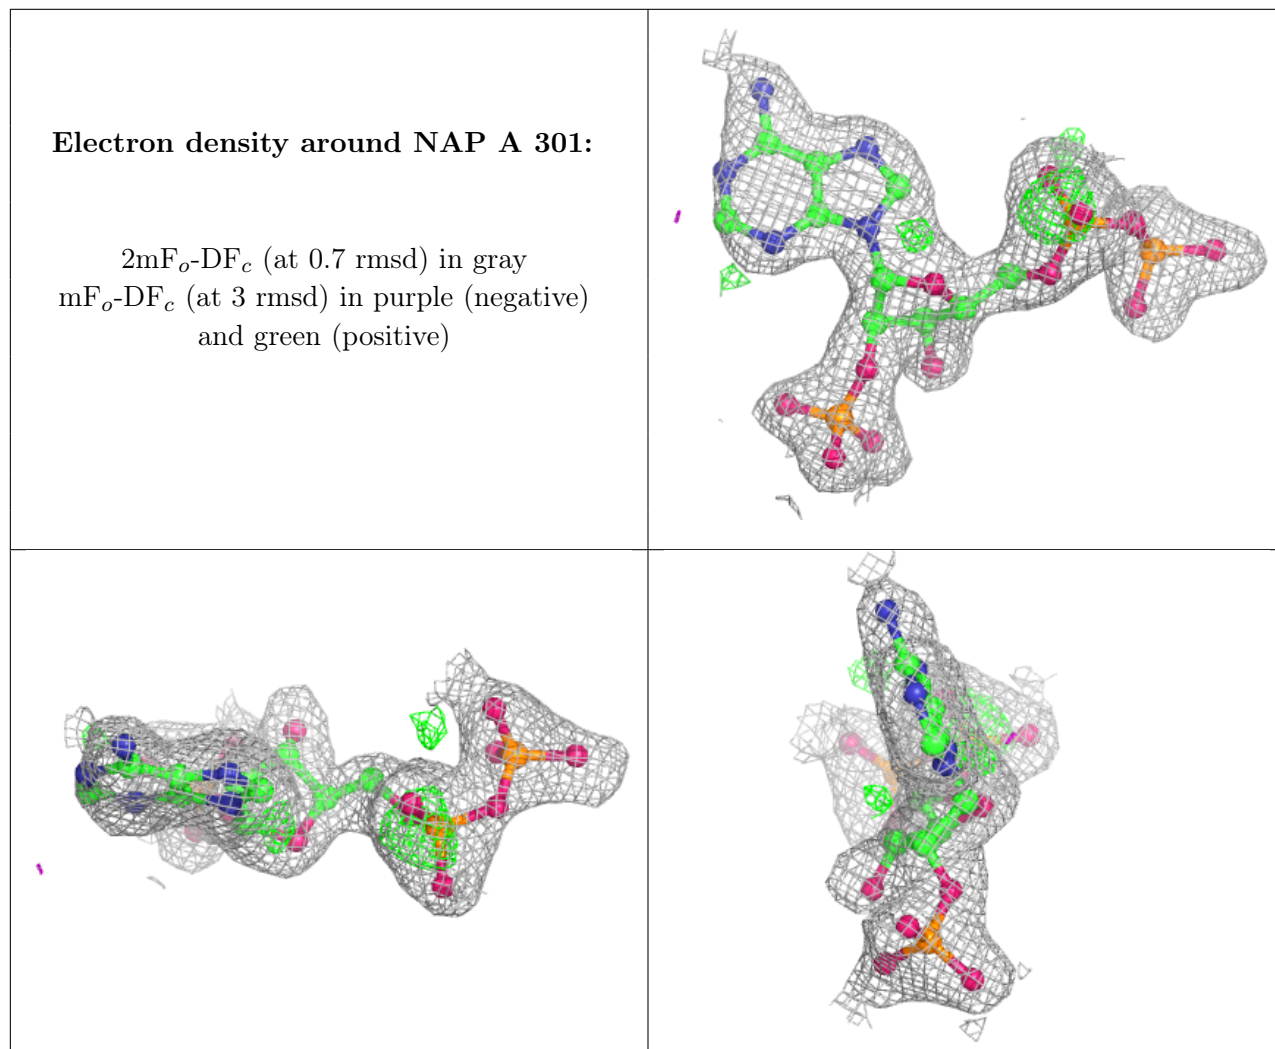 Electron density around NAP A 301:
2mFo-DFc (at 0.7 rmsd) in gray
mFo-DFc (at 3 rmsd) in purple (negative)
and green (positive)